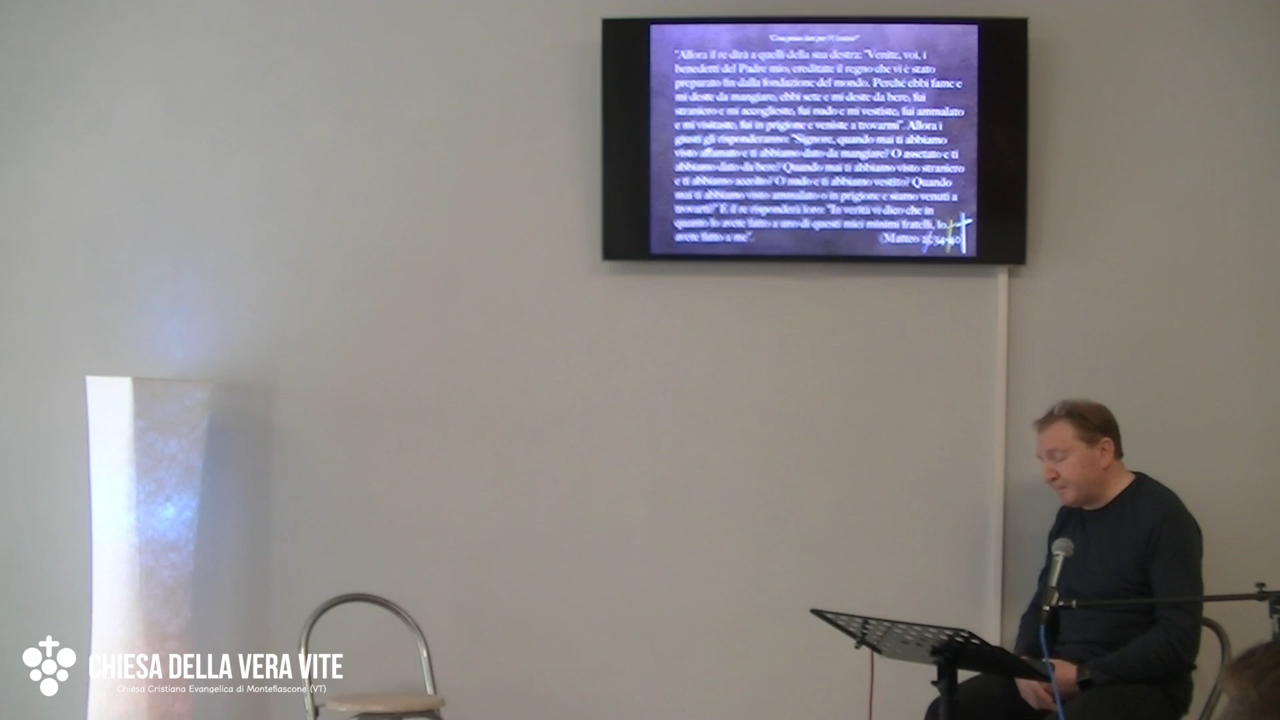 "Allora il re dirà a quelli della sua destra: "Venite, voi, i
benedetti del Padre mio, ereditate il regno che vi è stato
preparato fin dalla fondazione del mondo. Perché ebbi fame e
mi deste da mangiare, ebbi sete e mi deste da bere, fui
straniero e mi accoglieste, fui nudo e mi vestiste, fui ammalato
e mi visitaste, fui in prigione e veniste a trovarmi". Allora i
giusti gli risponderanno: "Signore, quando mai ti abbiamo
visto affamato e ti abbiamo dato da mangiare? O assetato e ti
abbiamo dato da bere? Quando mai ti abbiamo visto straniero
e ti abbiamo accolto? O nudo e ti abbiamo vestito? Quando
mai ti abbiamo visto ammalato o in prigione e siamo venuti a
trovarti?" E il re risponderà loro: "In verità vi dico che in
quanto lo avete fatto a uno di questi miei minimi fratelli, lo
avete fatto a me".
(Matteo
CHIESA DELLA VERA VITE
Chiesa Cristiana Evangelica di Montefiascone (VT)